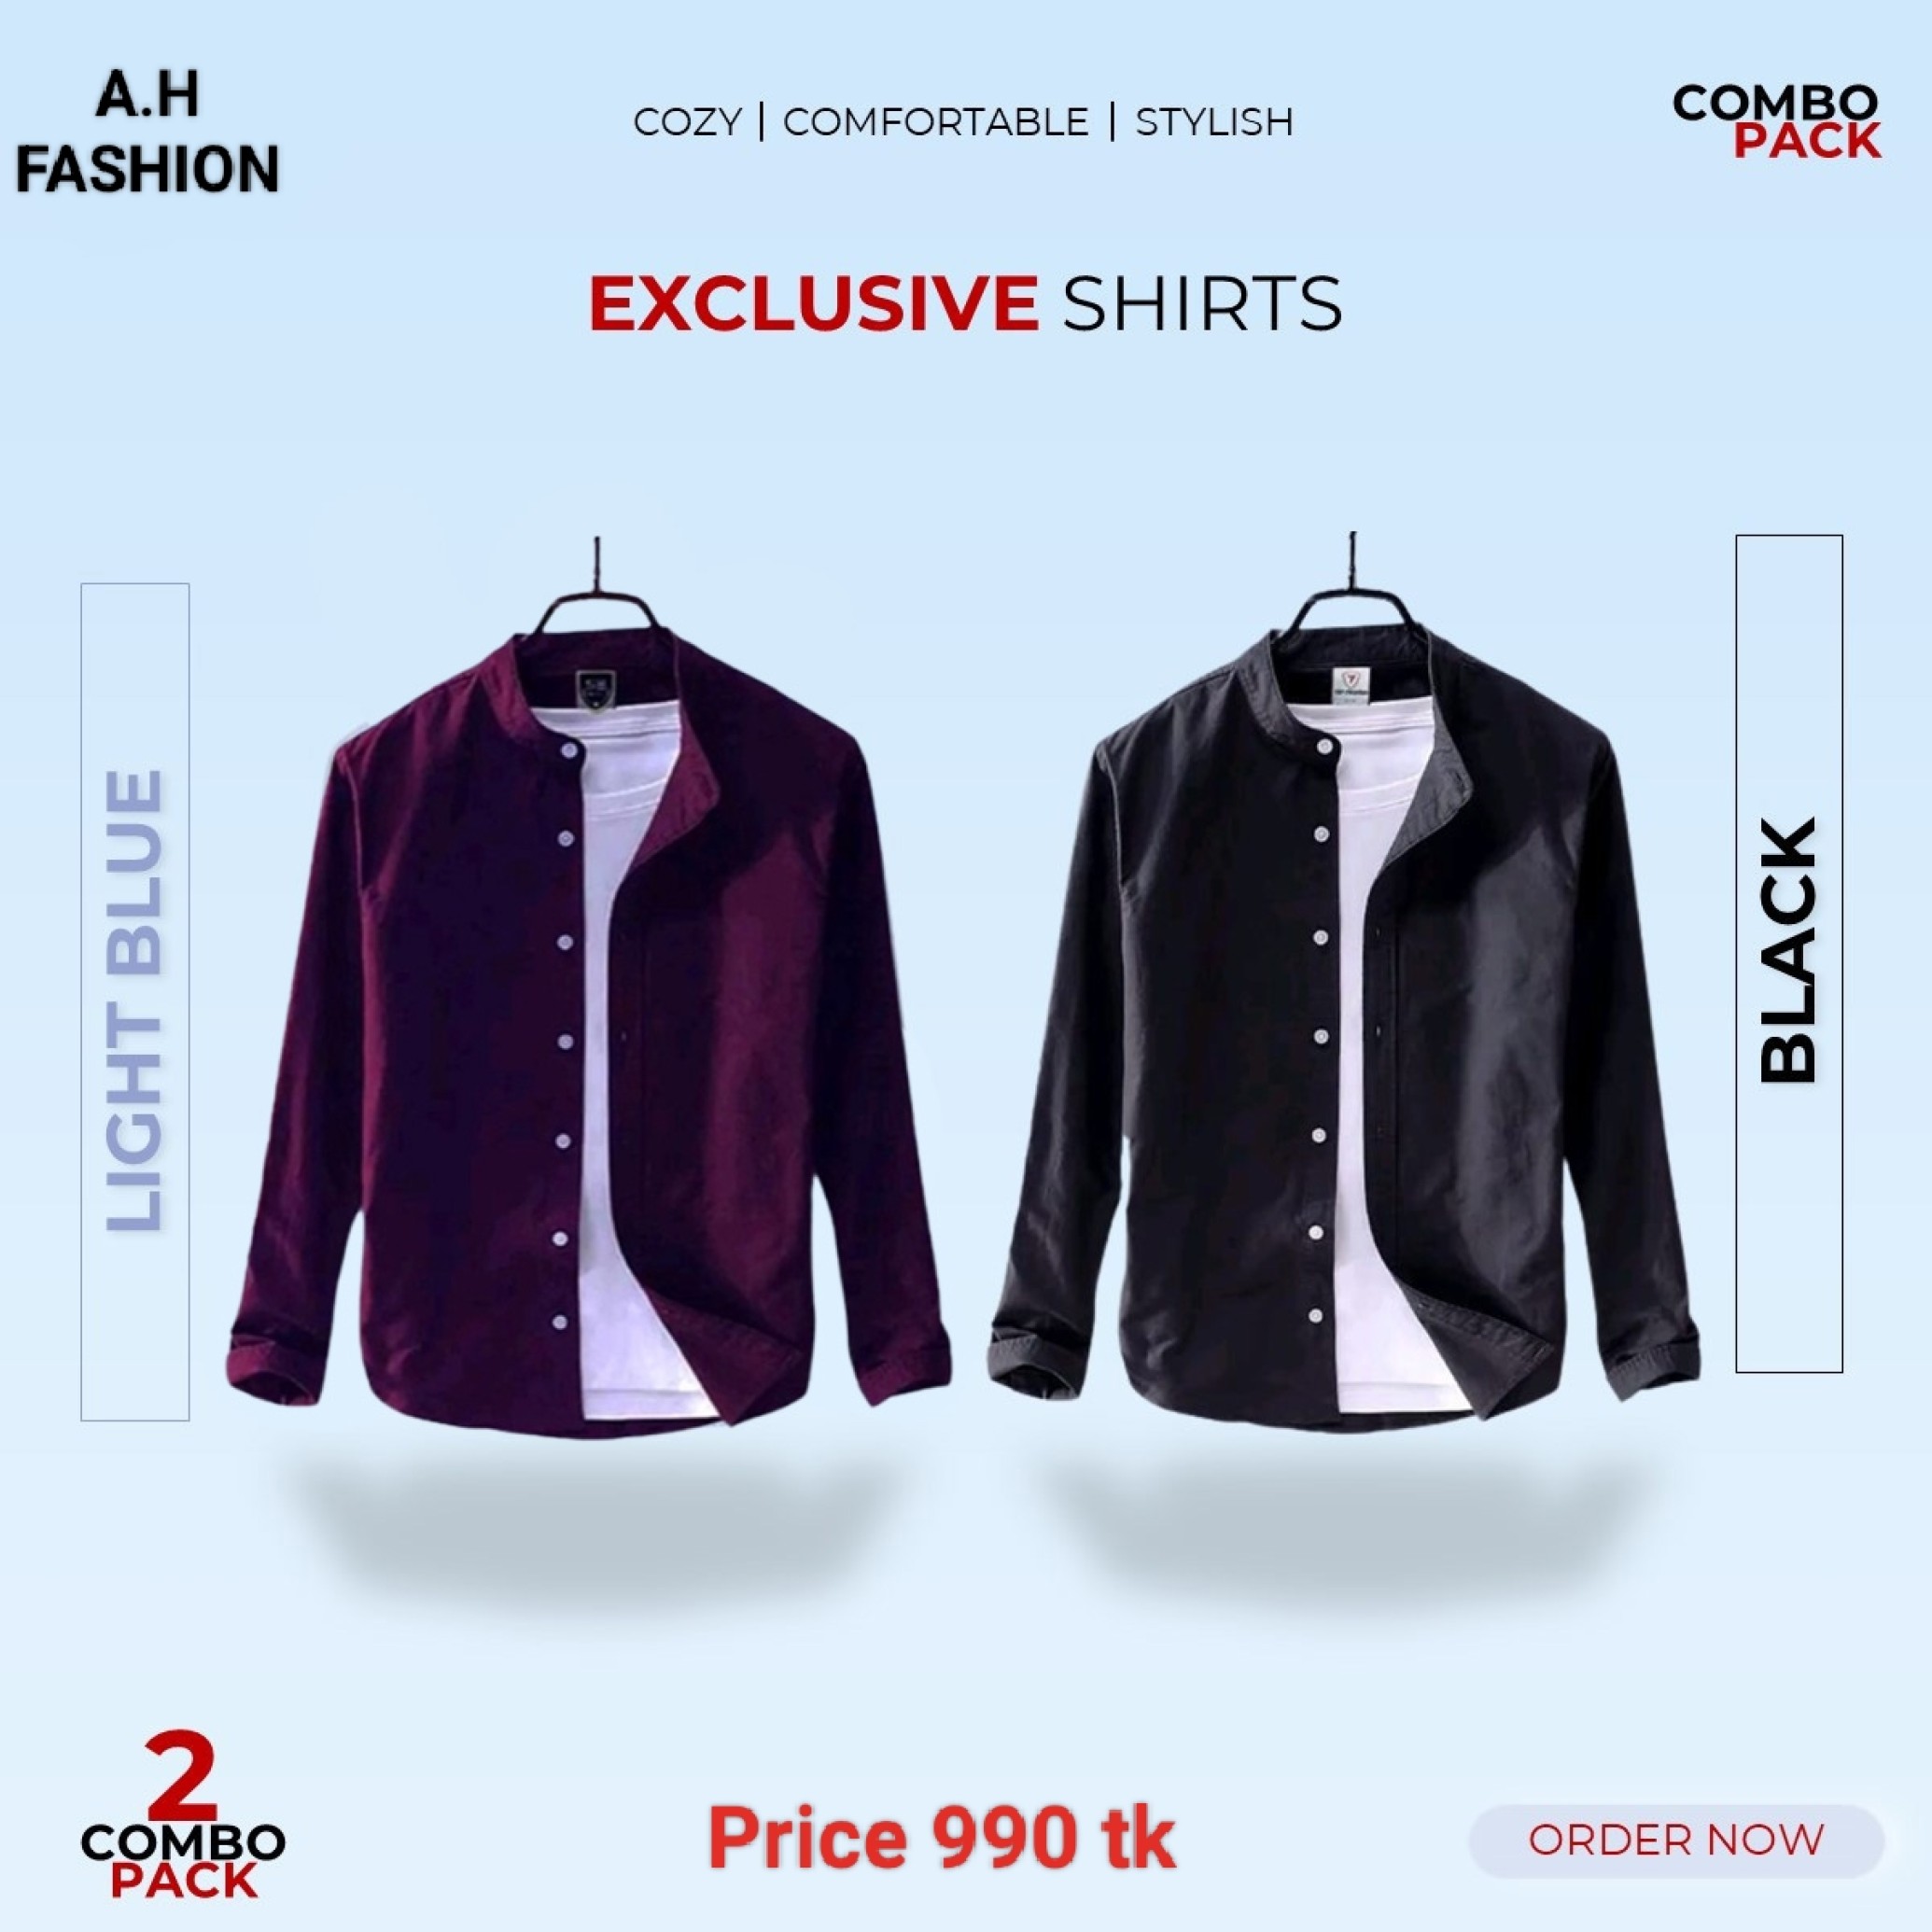 A.H
FASHION
COZY | COMFORTABLE | STYLISH
COMBO
PACK
EXCLUSIVE SHIRTS
LIGHT BLUE
BLACK
2
COMBO
PACK
Price 990 tk
ORDER NOW